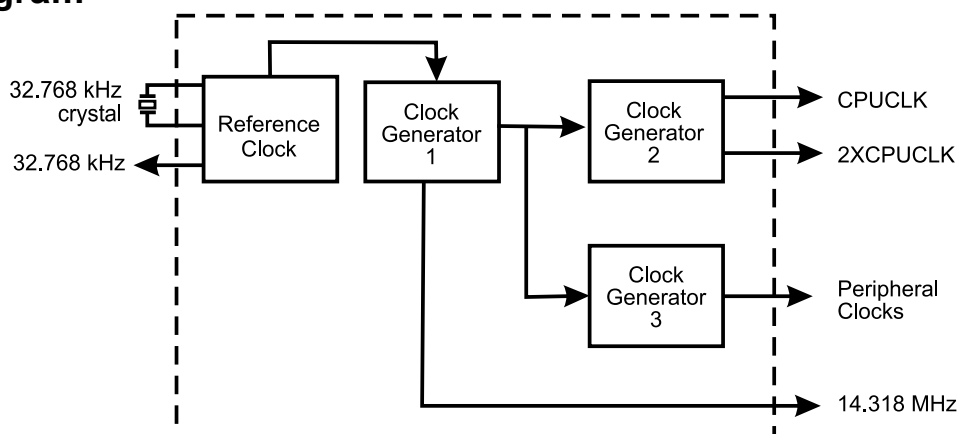 32.768 kHz
crystal
32.768 kHz
Reference
Clock
Clock
Generator
1
Clock
Generator
2
Clock
Generator
3
CPUCLK
2XCPUCLK
Peripheral
Clocks
14.318 MHz